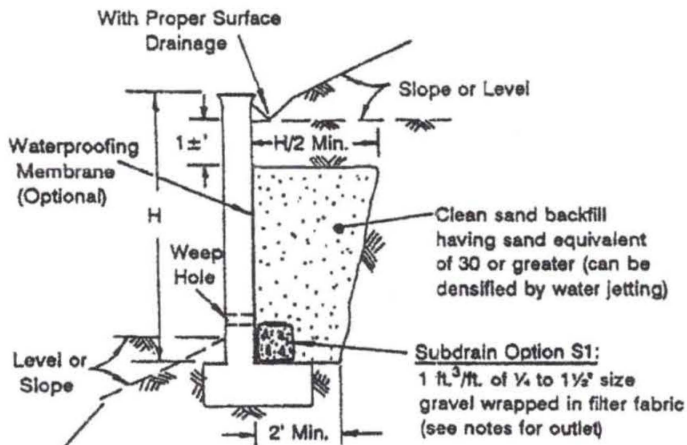 With Proper Surface
Drainage
Slope or Level
1±'
H/2 Min.
Waterproofing
Membrane
(Optional)
H
Clean sand backfill
having sand equivalent
of 30 or greater (can be
densified by water jetting)
Weep
Hole
Level or
Slope
Subdrain Option S1:
1 ft.³/ft. of ¼ to 1½" size
gravel wrapped in filter fabric
(see notes for outlet)
2' Min.